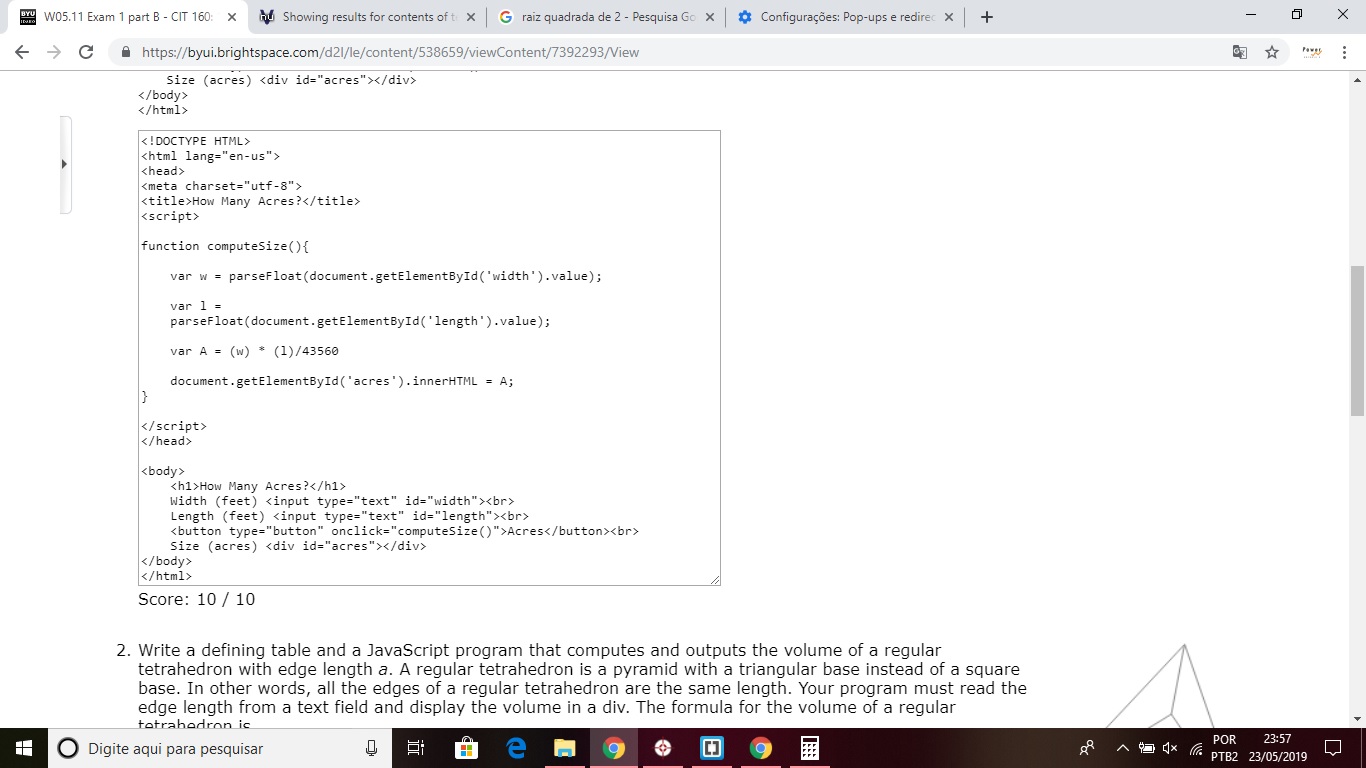 W05.11 Exam 1 part B - CIT 160:
Showing results for contents of t
raiz quadrada de 2 - Pesquisa Go
Configurações: Pop-ups e redirec
https://byui.brightspace.com/d2l/le/content/538659/viewContent/7392293/View
Size (acres) <div id="acres"></div>
</body>
</html>
<!DOCTYPE HTML>
<html lang="en-us">
<head>
<meta charset="utf-8">
<title>How Many Acres?</title>
<script>
function computeSize(){
var w = parseFloat(document.getElementById('width').value);
var l =
parseFloat(document.getElementById('length').value);
var A = (w) * (l)/43560
document.getElementById('acres').innerHTML = A;
}
</script>
</head>
<body>
<h1>How Many Acres?</h1>
Width (feet) <input type="text" id="width"><br>
Length (feet) <input type="text" id="length"><br>
<button type="button" onclick="computeSize()">Acres</button><br>
Size (acres) <div id="acres"></div>
</body>
</html>
Score: 10 / 10
2. Write a defining table and a JavaScript program that computes and outputs the volume of a regular
tetrahedron with edge length a. A regular tetrahedron is a pyramid with a triangular base instead of a square
base. In other words, all the edges of a regular tetrahedron are the same length. Your program must read the
edge length from a text field and display the volume in a div. The formula for the volume of a regular
tetrahedron is
Digite aqui para pesquisar
POR
PTB2
23:57
23/05/2019